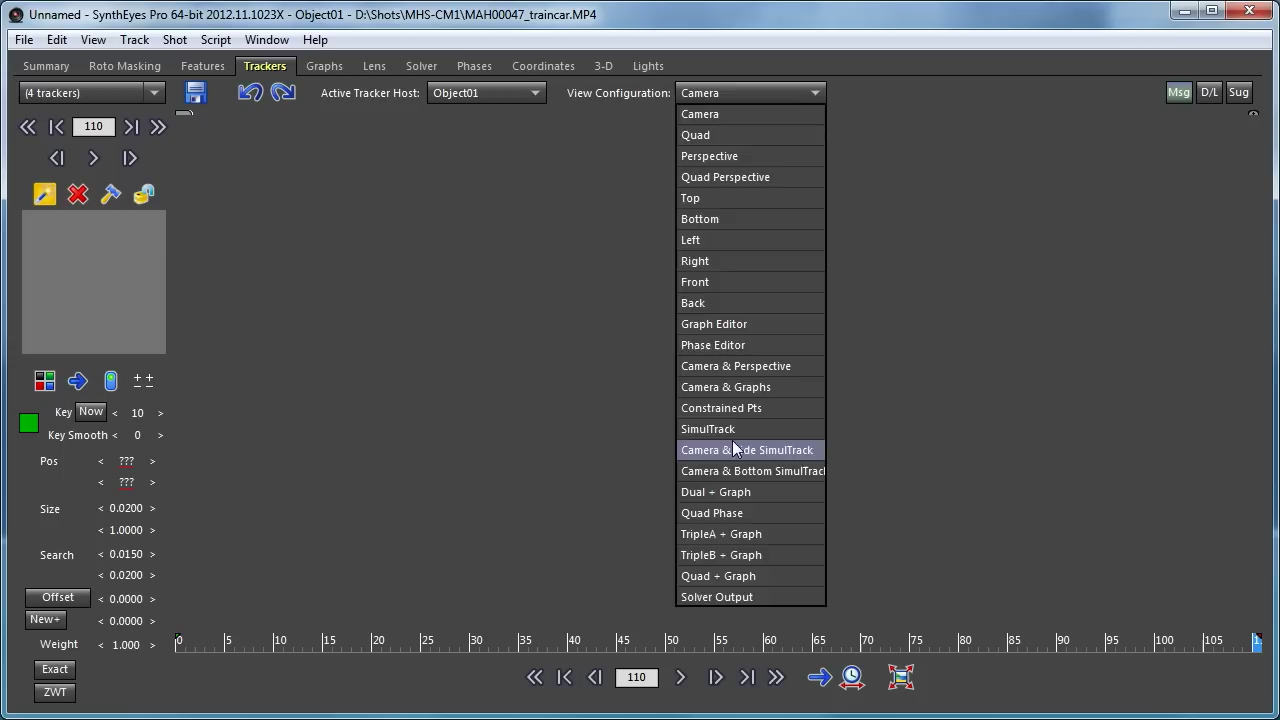 Unnamed - SynthEyes Pro 64-bit 2012.11.1023X - Object01 - D:\Shots\MHS-CM1\MAH00047_traincar.MP4
File Edit View Track Shot Script Window Help
Summary Roto Masking Features Trackers Graphs Lens Solver Phases Coordinates 3-D Lights
(4 trackers) Active Tracker Host: Object01 View Configuration: Camera Msg D/L Sug
110
Camera
Quad
Perspective
Quad Perspective
Top
Bottom
Left
Right
Front
Back
Graph Editor
Phase Editor
Camera & Perspective
Camera & Graphs
Constrained Pts
SimulTrack
Camera & SimulTrack
Camera & Bottom SimulTrac
Dual + Graph
Quad Phase
TripleA + Graph
TripleB + Graph
Quad + Graph
Solver Output
Key Now < 10 >
Key Smooth < 0 >
Pos < ??? >
< ??? >
Size < 0.0200 >
< 1.0000 >
Search < 0.0150 >
< 0.0200 >
Offset < 0.0000 >
New+ < 0.0000 >
Weight < 1.000 >
Exact
ZWT
0 5 10 15 20 25 30 35 40 45 50 55 60 65 70 75 80 85 90 95 100 105
110